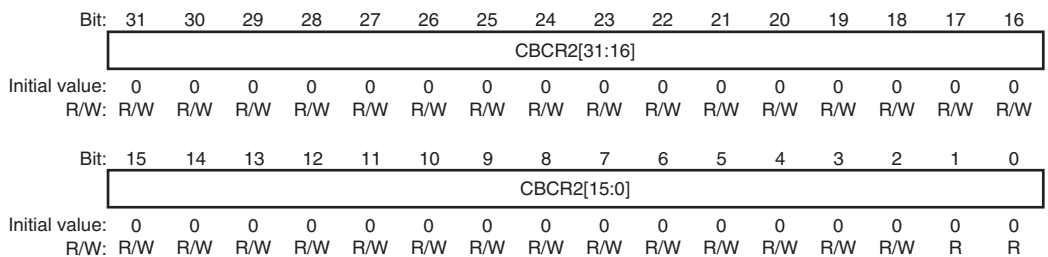 Bit: 31 30 29 28 27 26 25 24 23 22 21 20 19 18 17 16
CBCR2[31:16]
Initial value: 0 0 0 0 0 0 0 0 0 0 0 0 0 0 0 0
R/W: R/W R/W R/W R/W R/W R/W R/W R/W R/W R/W R/W R/W R/W R/W R/W R/W
Bit: 15 14 13 12 11 10 9 8 7 6 5 4 3 2 1 0
CBCR2[15:0]
Initial value: 0 0 0 0 0 0 0 0 0 0 0 0 0 0 0 0
R/W: R/W R/W R/W R/W R/W R/W R/W R/W R/W R/W R/W R/W R/W R/W R R